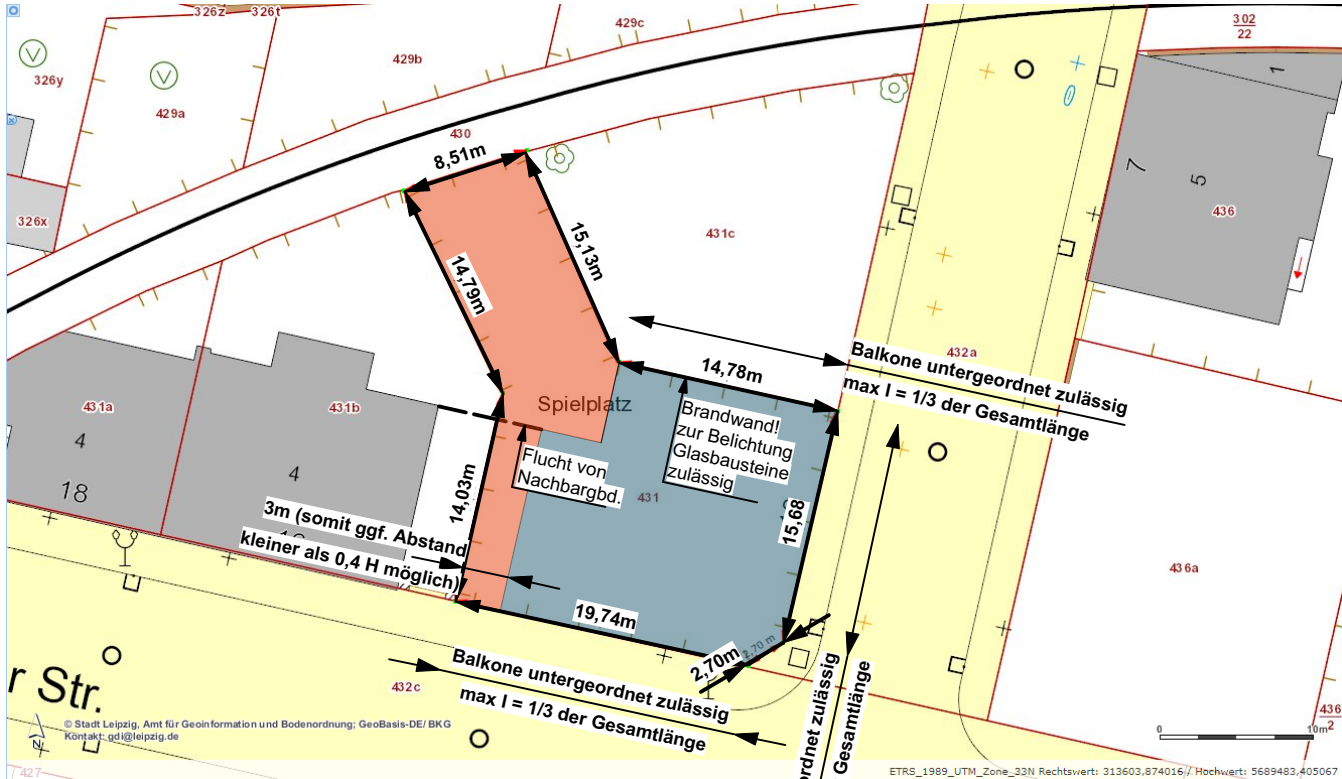 326z
326t
429c
302
22
326y
429b
1
429a
430
8,51m
7
5
326x
436
15,13m
431c
14,79m
432a
Balkone untergeordnet zulässig
max l = 1/3 der Gesamtlänge
14,78m
431a
431b
Spielplatz
Brandwand!
zur Belichtung
Glasbausteine
zulässig
4
4
Flucht von
Nachbargbd.
18
431
14,03m
15,68
3m (somit ggf. Abstand
kleiner als 0,4 H möglich)
436a
19,74m
2,70m
2,70 m
Balkone untergeordnet zulässig
max l = 1/3 der Gesamtlänge
432c
ordnet zulässig
Gesamtlänge
r Str.
436
2
© Stadt Leipzig, Amt für Geoinformation und Bodenordnung; GeoBasis-DE/ BKG
Kontakt: gdi@leipzig.de
N
0
10m
427
ETRS_1989_UTM_Zone_33N Rechtswert: 313603,874016 / Hochwert: 5689483,405067